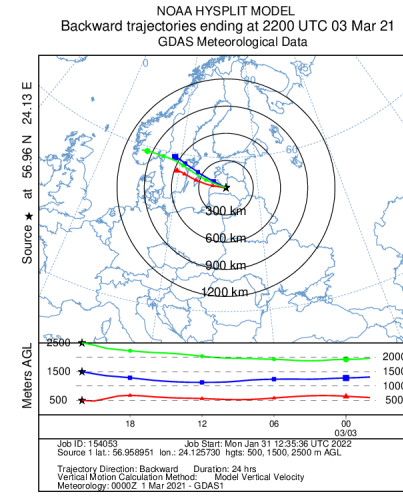 NOAA HYSPLIT MODEL
Backward trajectories ending at 2200 UTC 03 Mar 21
GDAS Meteorological Data
Source ★ at 56.96 N 24.13 E
60
300 km
600 km
900 km
1200 km
Meters AGL
2500
1500
500
2000
1500
1000
500
18 12 06 00
03/03
Job ID: 154053 Job Start: Mon Jan 31 12:35:36 UTC 2022
Source 1 lat.: 56.958951 lon.: 24.125730 hgts: 500, 1500, 2500 m AGL
Trajectory Direction: Backward Duration: 24 hrs
Vertical Motion Calculation Method: Model Vertical Velocity
Meteorology: 0000Z 1 Mar 2021 - GDAS1